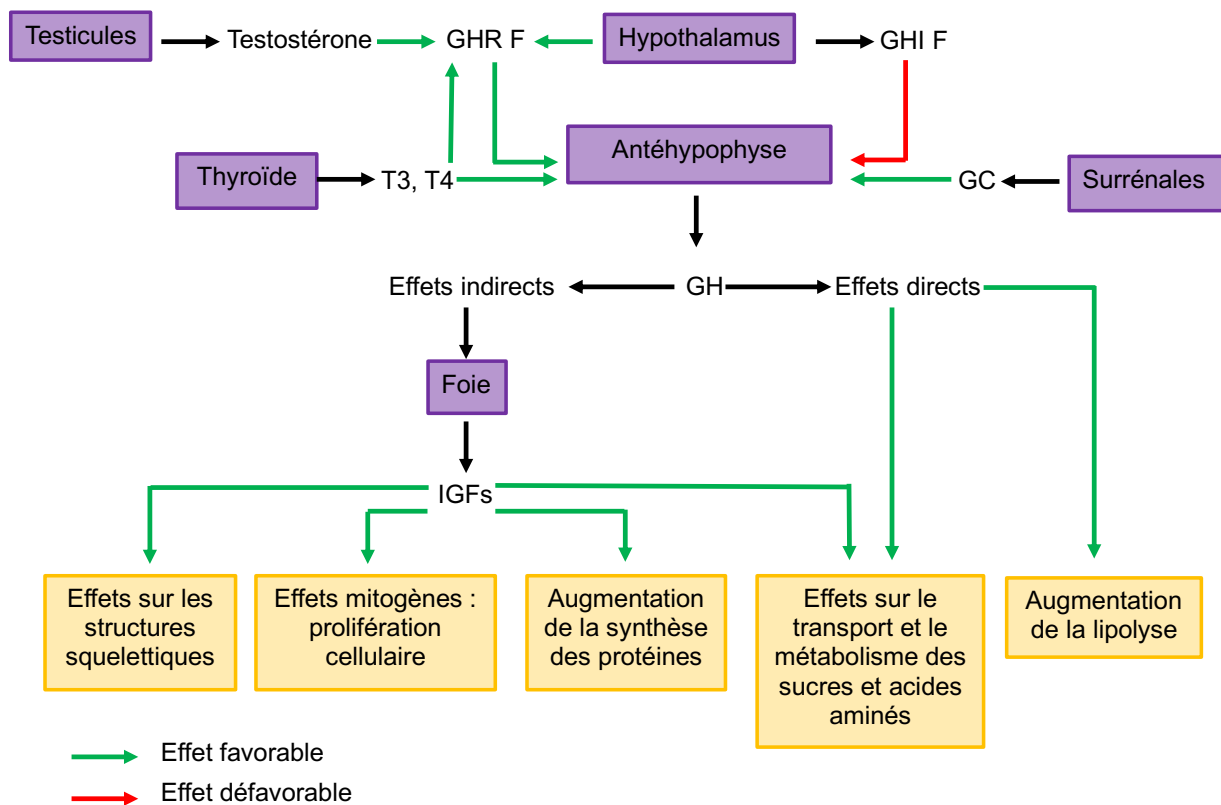 Testicules
Testostérone
GHR F
Hypothalamus
GHI F
Thyroïde
T3, T4
Antéhypophyse
GC
Surrénales
Effets indirects
GH
Effets directs
Foie
IGFs
Effets sur les
structures
squelettiques
Effets mitogènes :
prolifération
cellulaire
Augmentation
de la synthèse
des protéines
Effets sur le
transport et le
métabolisme des
sucres et acides
aminés
Augmentation
de la lipolyse
Effet favorable
Effet défavorable